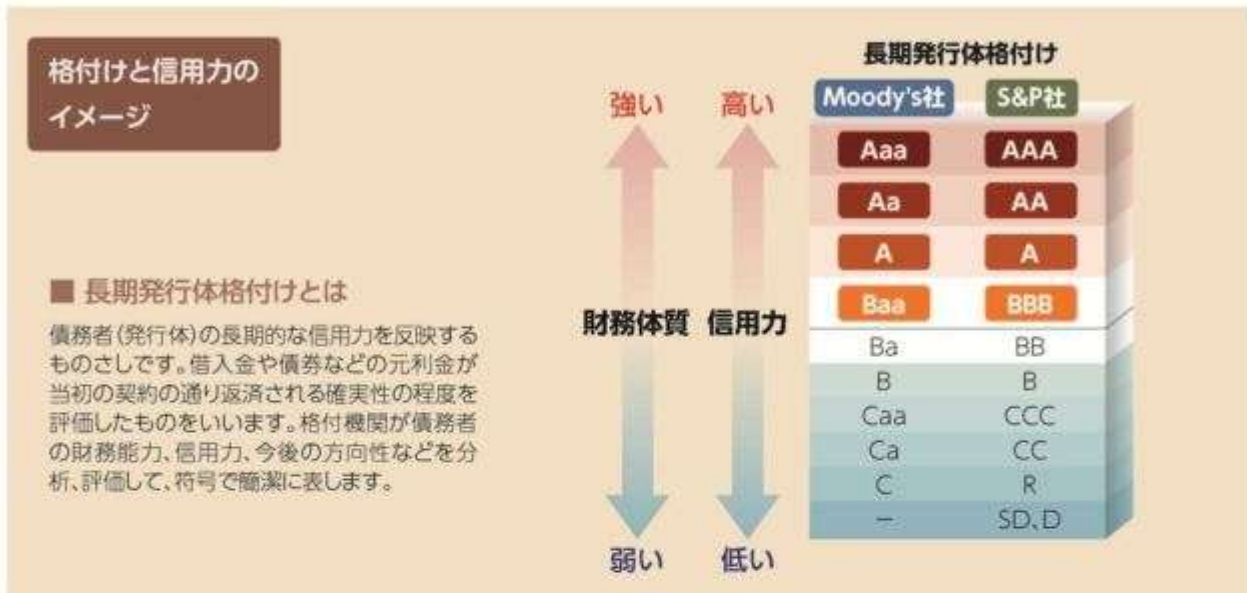 格付けと信用力の
イメージ
■ 長期発行体格付けとは
債務者(発行体)の長期的な信用力を反映する
ものさしです。借入金や債券などの元利金が
当初の契約の通り返済される確実性の程度を
評価したものをいいます。格付機関が債務者
の財務能力、信用力、今後の方向性などを分
析、評価して、符号で簡潔に表します。
長期発行体格付け
強い 高い Moody's社 S&P社
Aaa AAA
Aa AA
A A
Baa BBB
財務体質 信用力
Ba BB
B B
Caa CCC
Ca CC
C R
− SD、D
弱い 低い